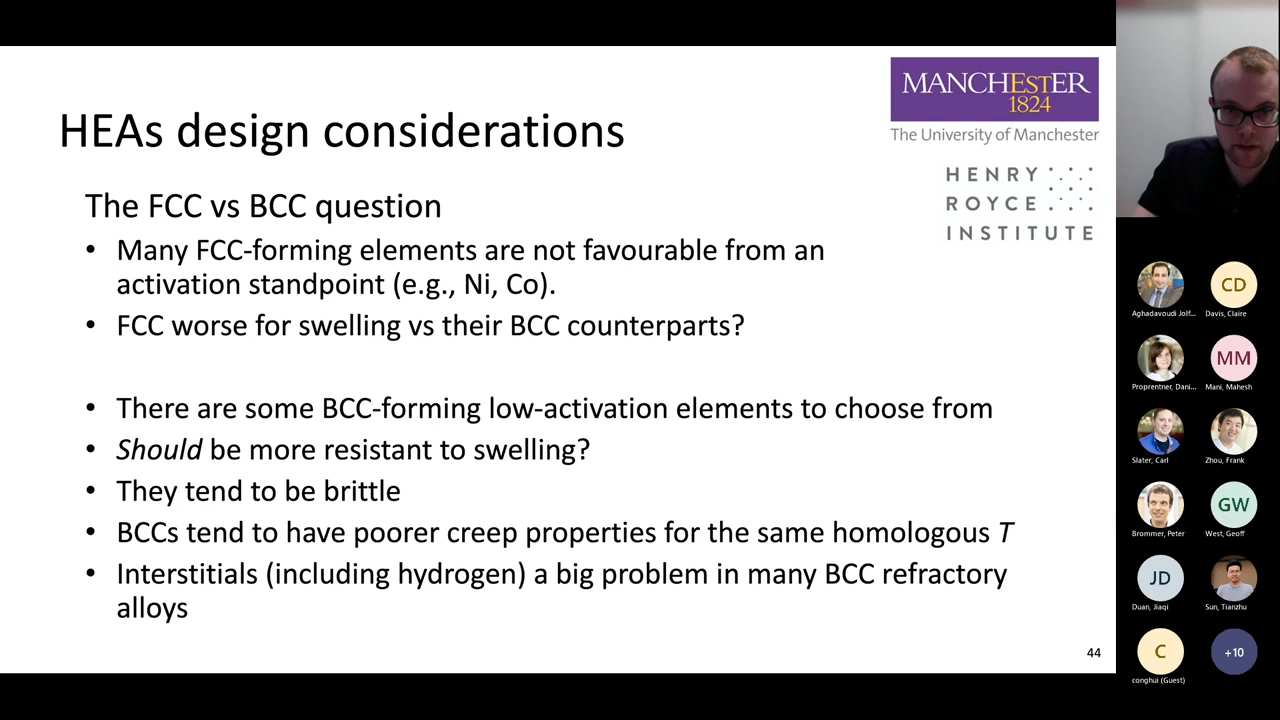 MANCHESTER
1824
The University of Manchester
HEAs design considerations
HENRY
ROYCE
INSTITUTE
The FCC vs BCC question
• Many FCC-forming elements are not favourable from an
activation standpoint (e.g., Ni, Co).
• FCC worse for swelling vs their BCC counterparts?
• There are some BCC-forming low-activation elements to choose from
• Should be more resistant to swelling?
• They tend to be brittle
• BCCs tend to have poorer creep properties for the same homologous T
• Interstitials (including hydrogen) a big problem in many BCC refractory
alloys
44
Aghadavoudi Jolf...
CD
Davis, Claire
Proprentner, Dani...
MM
Mani, Mahesh
Slater, Carl
Zhou, Frank
Brommer, Peter
GW
West, Geoff
JD
Duan, Jiaqi
Sun, Tianzhu
C
conghui (Guest)
+10